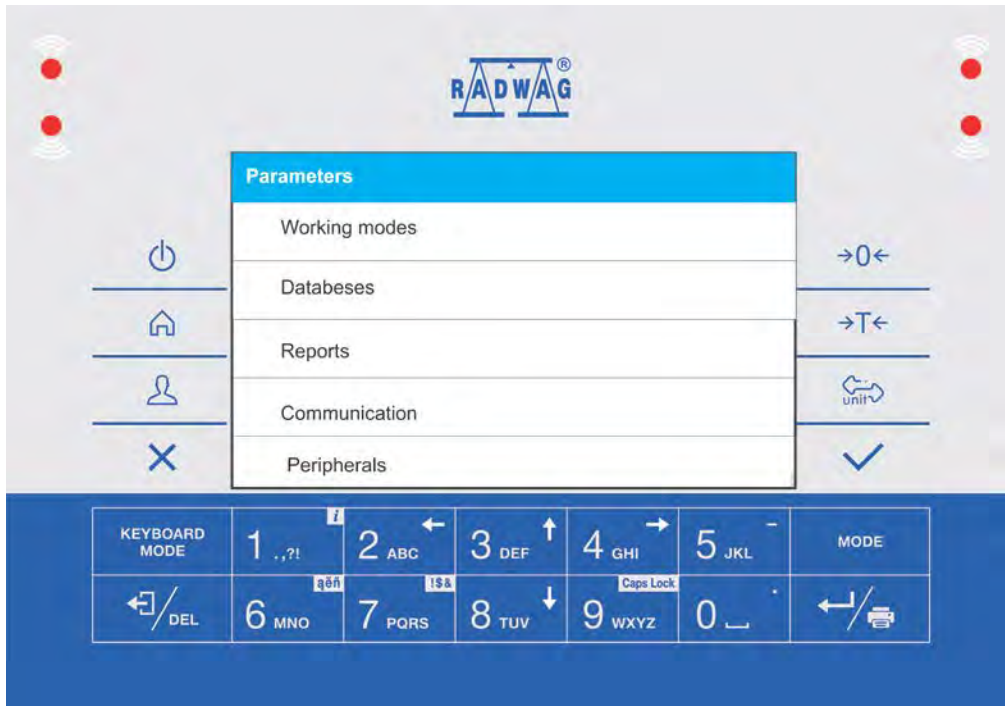 RADWAG®
Parameters
Working modes
Databeses
Reports
Communication
Peripherals
→0←
→T←
unit
KEYBOARD
MODE
1 .,?! i
2 ABC ←
3 DEF ↑
4 GHI →
5 JKL -
MODE
/DEL
6 MNO ąëñ
7 PQRS !$&
8 TUV ↓
9 WXYZ Caps Lock
0 .